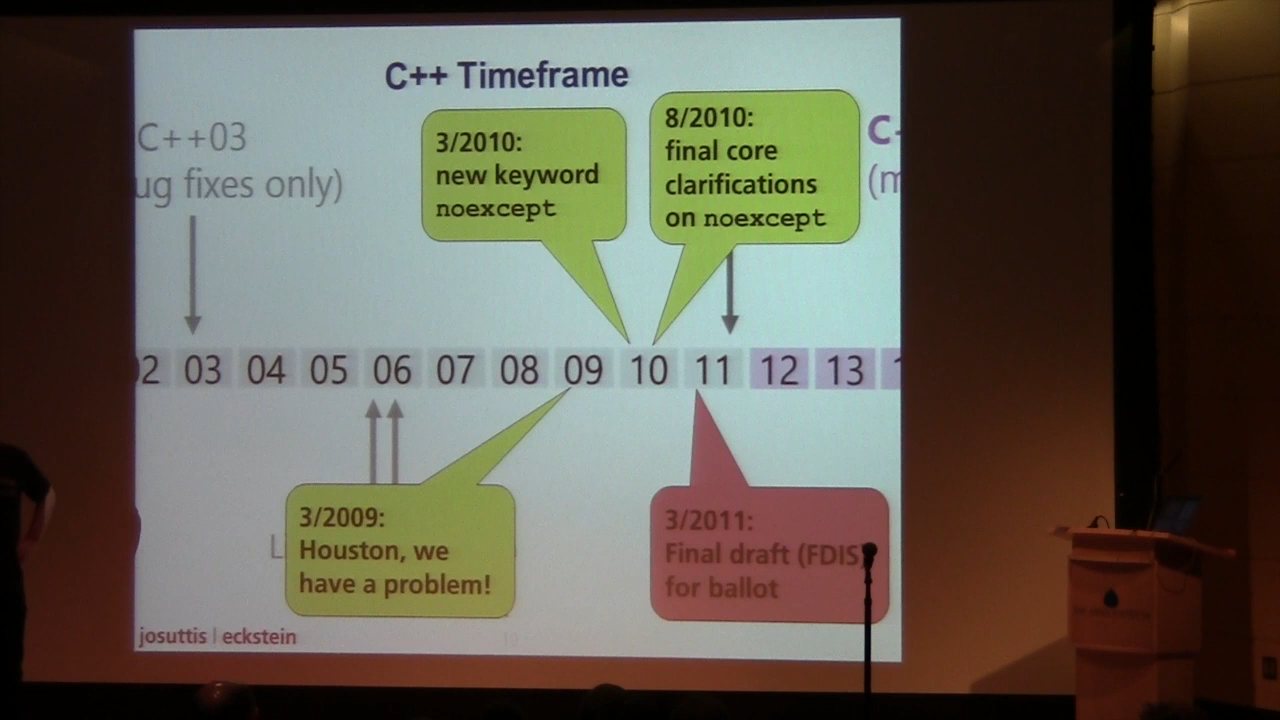 C++ Timeframe
C++03
ug fixes only)
3/2010:
new keyword
noexcept
8/2010:
final core
clarifications
on noexcept
C
(m
02 03 04 05 06 07 08 09 10 11 12 13 1
3/2009:
Houston, we
have a problem!
L
3/2011:
Final draft (FDIS)
for ballot
josuttis | eckstein